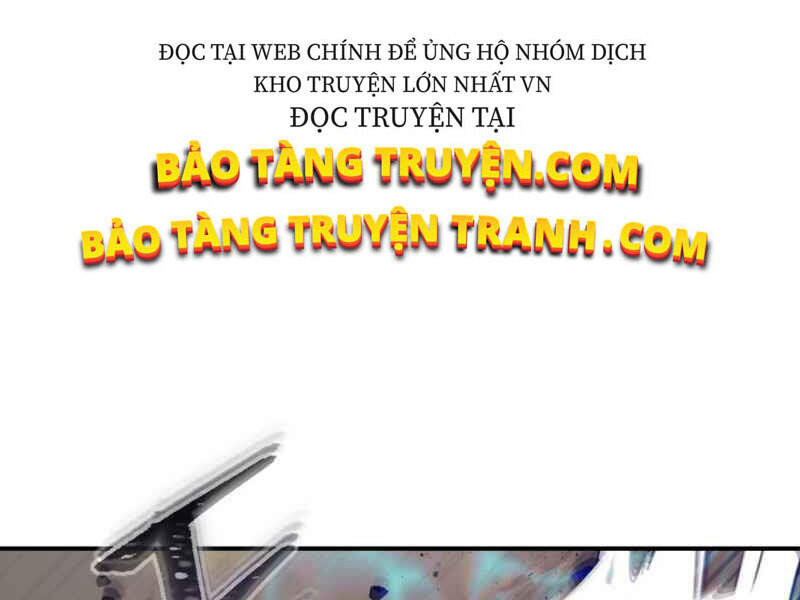 ĐỌC TẠI WEB CHÍNH ĐỂ ỦNG HỘ NHÓM DỊCH
KHO TRUYỆN LỚN NHẤT VN
ĐỌC TRUYỆN TẠI
BẢO TÀNG TRUYỆN.COM
BẢO TÀNG TRUYỆN TRANH.COM